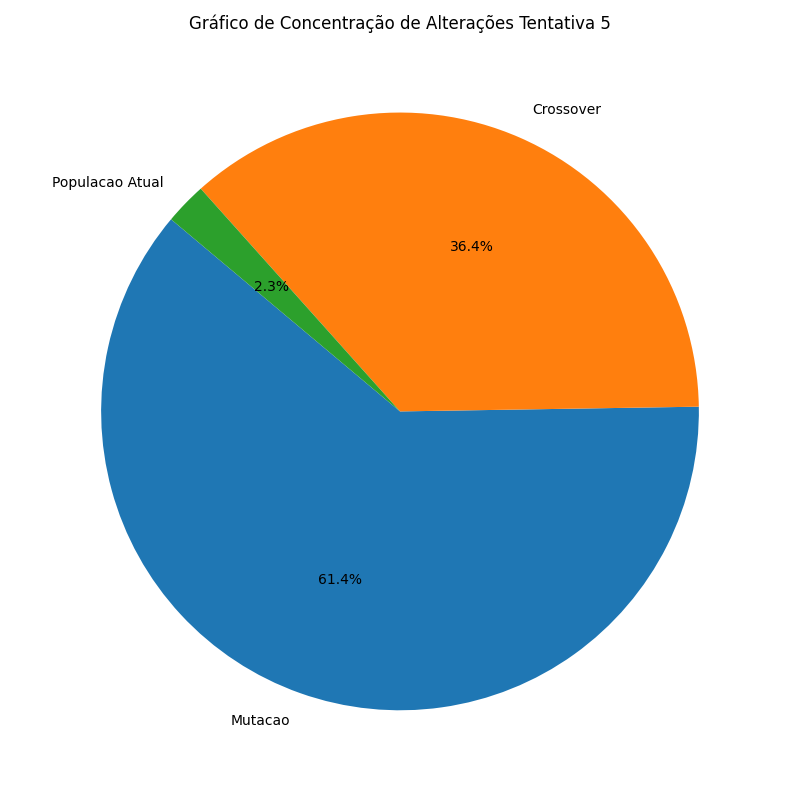 Gráfico de Concentração de Alterações Tentativa 5
Crossover
Populacao Atual
36.4%
2.3%
61.4%
Mutacao